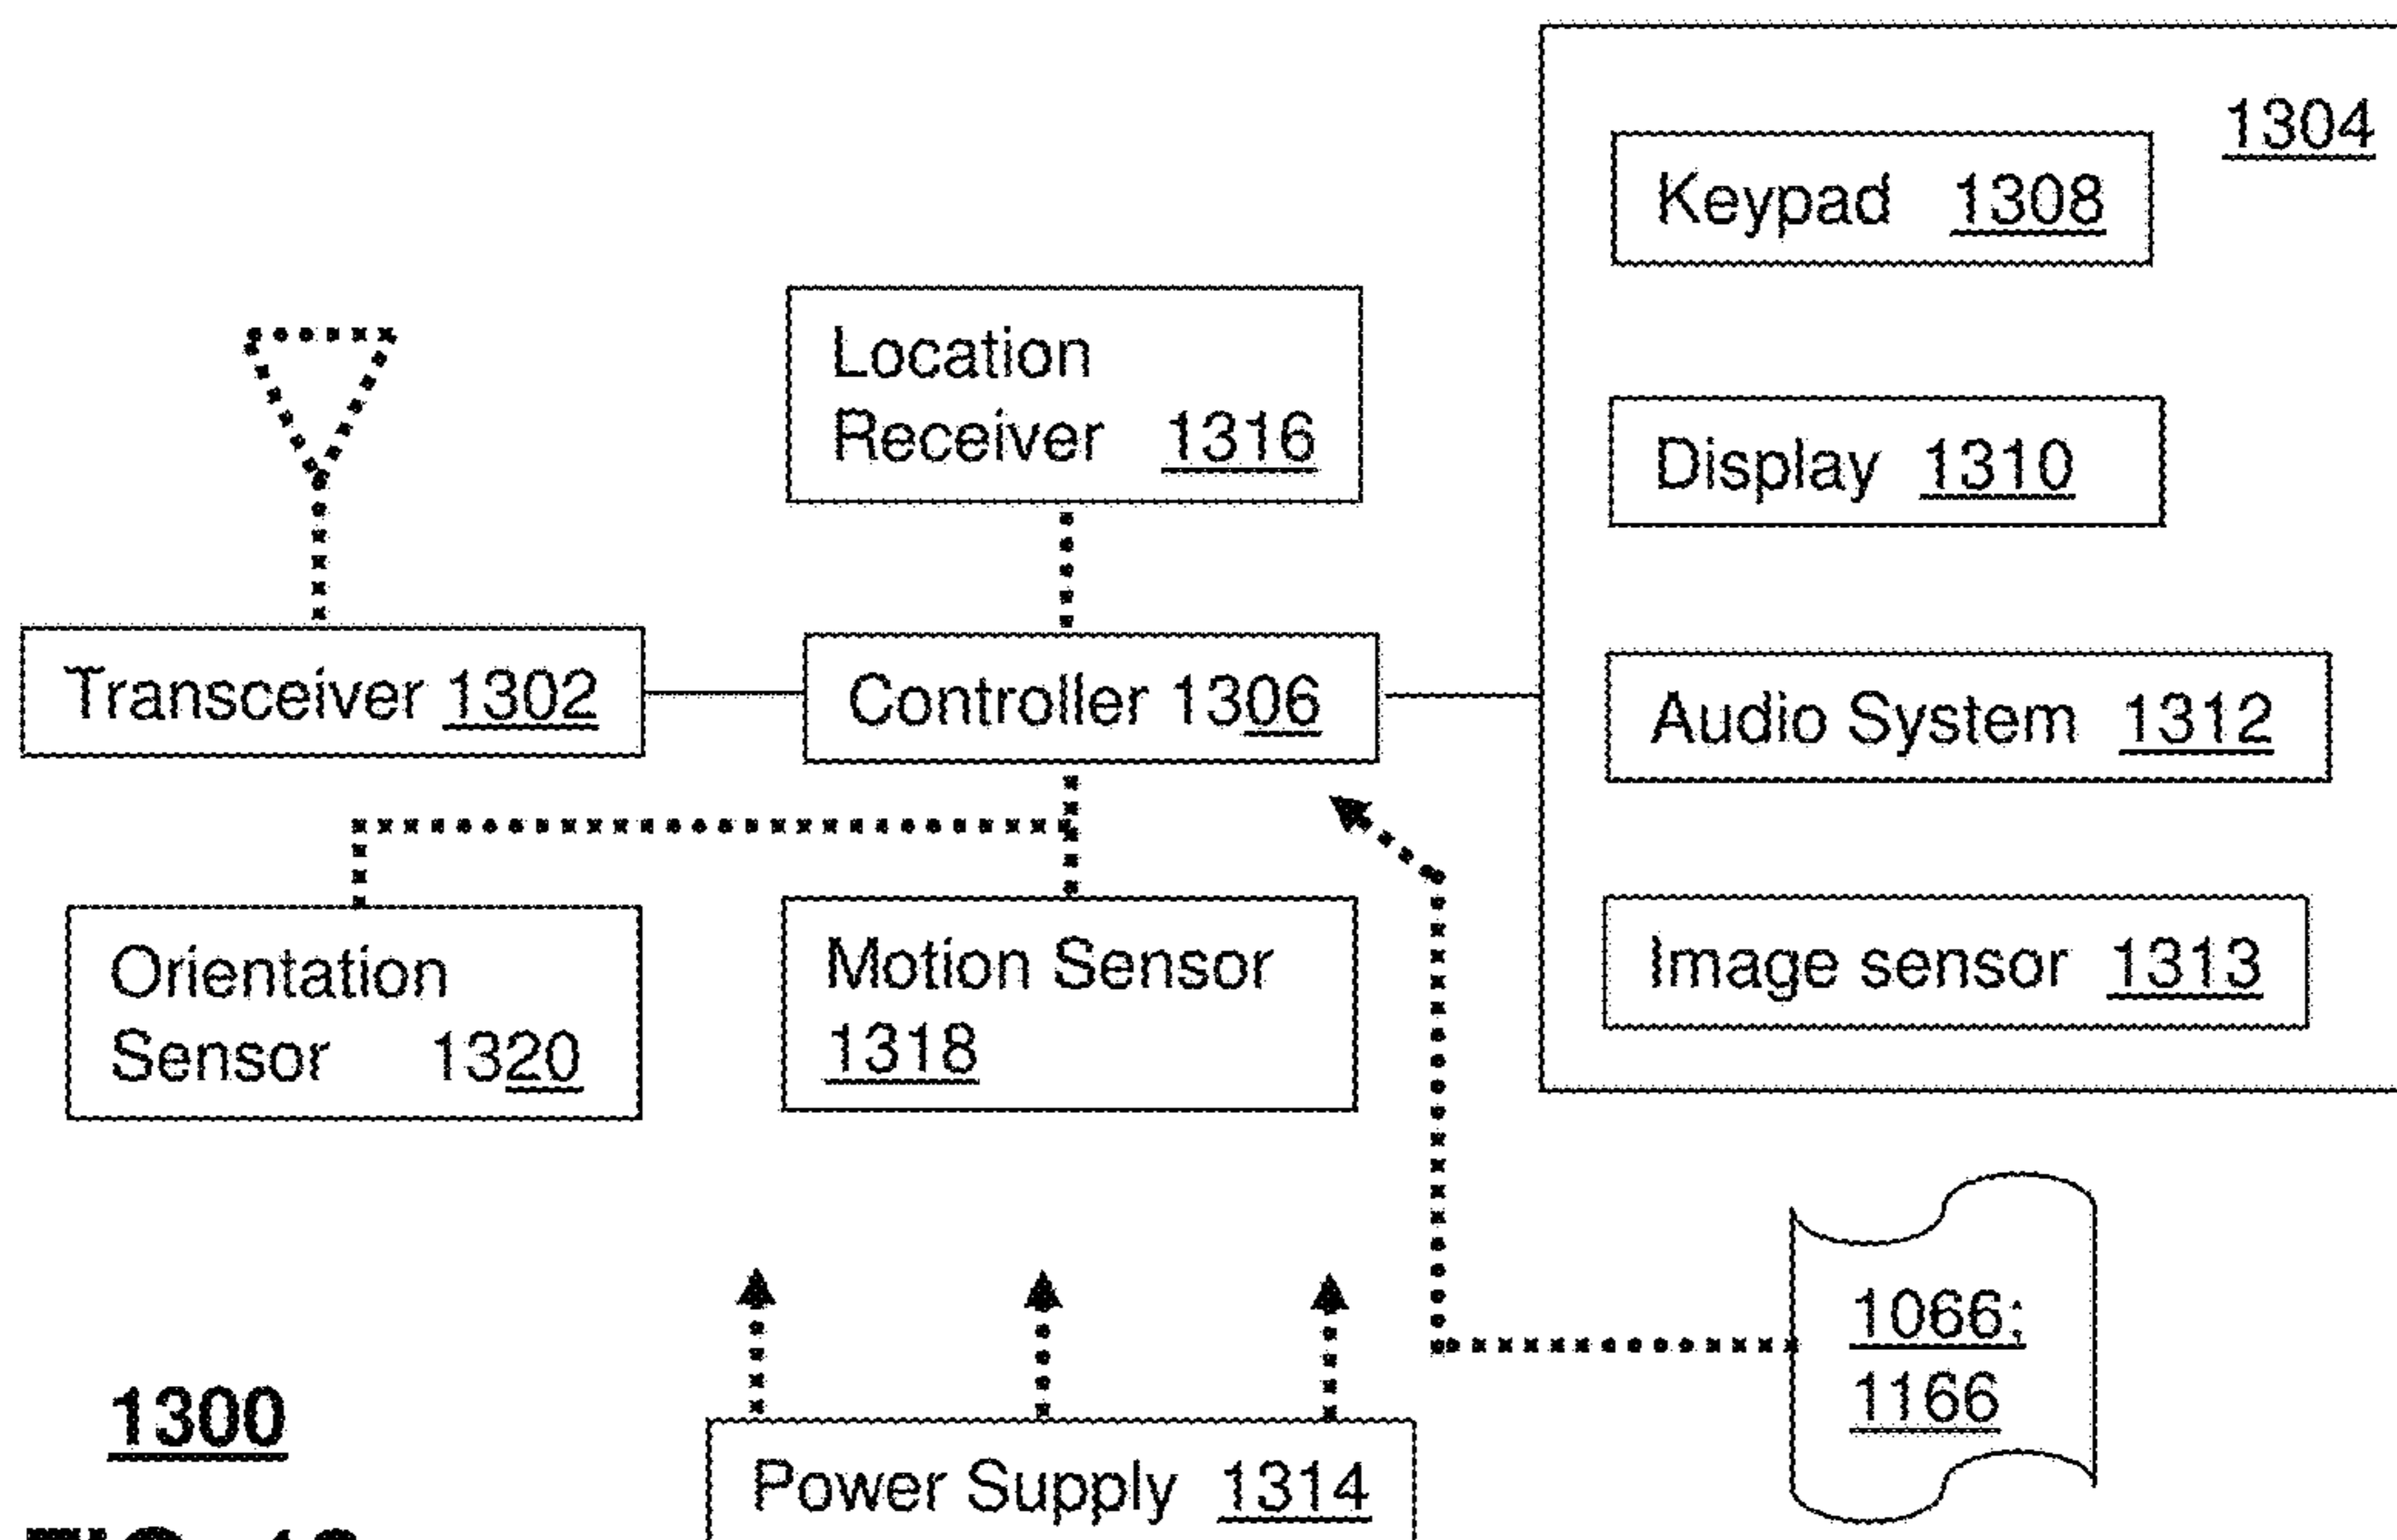 1304
Keypad 1308
Location
Receiver 1316
Display 1310
Transceiver 1302
Controller 1306
Audio System 1312
Orientation
Sensor 1320
Motion Sensor
1318
Image sensor 1313
1066;
1166
1300
Power Supply 1314